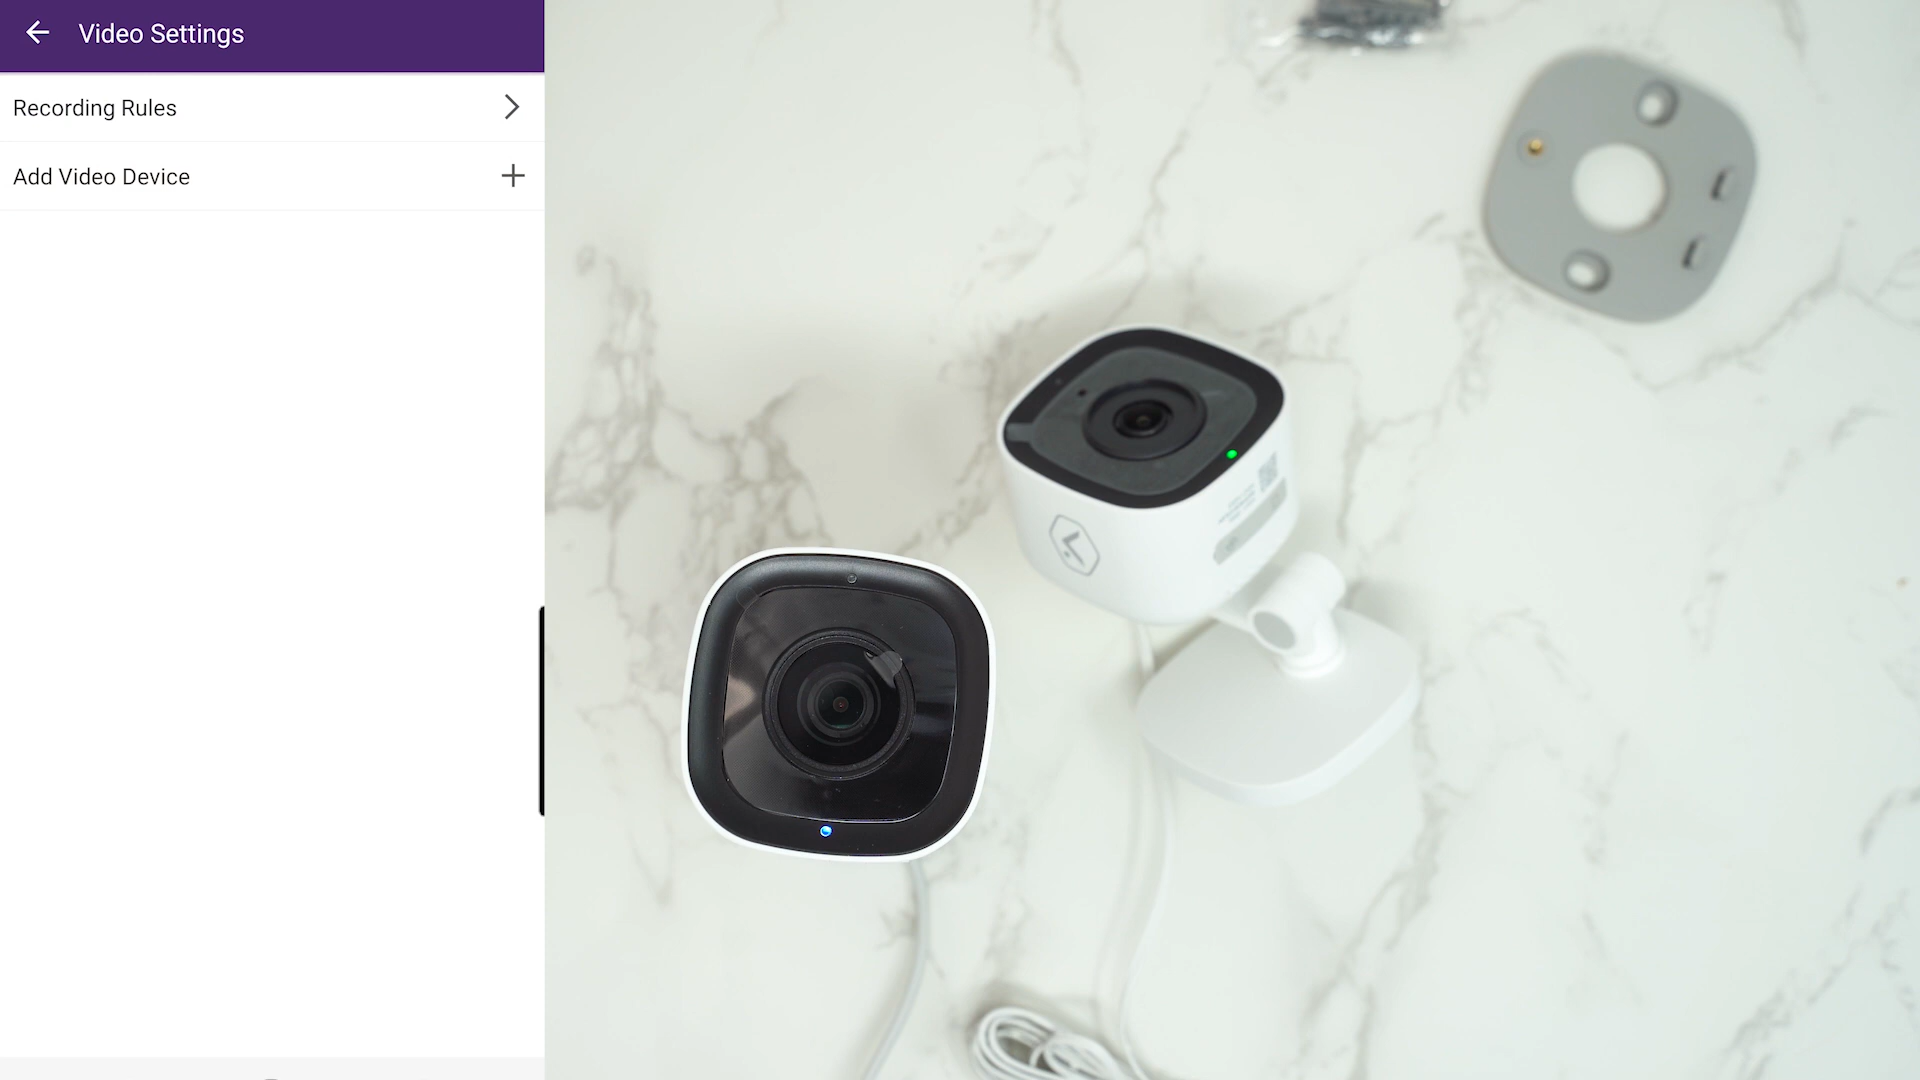 Video Settings
Recording Rules
Add Video Device